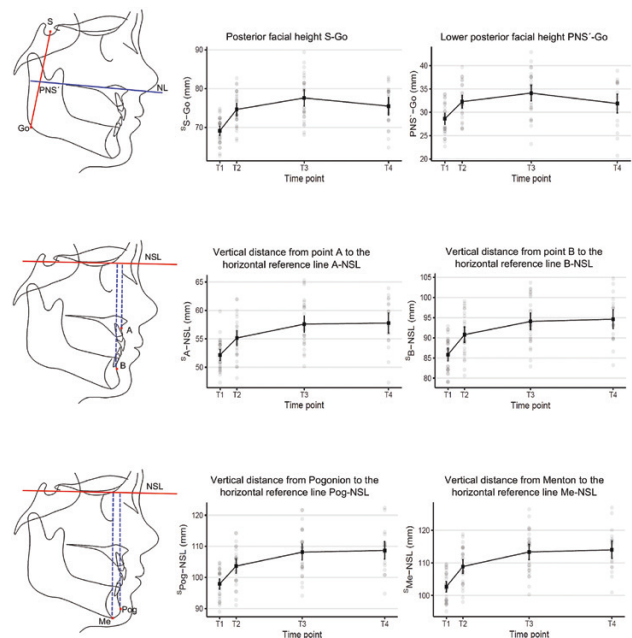 S
PNS´
NL
Go
Posterior facial height S-Go
sS-Go (mm)
90
80
70
T1
T2
T3
T4
Time point
Lower posterior facial height PNS´-Go
PNS´-Go (mm)
40
35
30
25
20
T1
T2
T3
T4
Time point
NSL
A
B
Vertical distance from point A to the
horizontal reference line A-NSL
sA-NSL (mm)
65
60
55
50
T1
T2
T3
T4
Time point
Vertical distance from point B to the
horizontal reference line B-NSL
sB-NSL (mm)
105
100
95
90
85
80
T1
T2
T3
T4
Time point
NSL
Me
Pog
Vertical distance from Pogonion to the
horizontal reference line Pog-NSL
sPog-NSL (mm)
120
110
100
90
T1
T2
T3
T4
Time point
Vertical distance from Menton to the
horizontal reference line Me-NSL
sMe-NSL (mm)
120
110
100
T1
T2
T3
T4
Time point